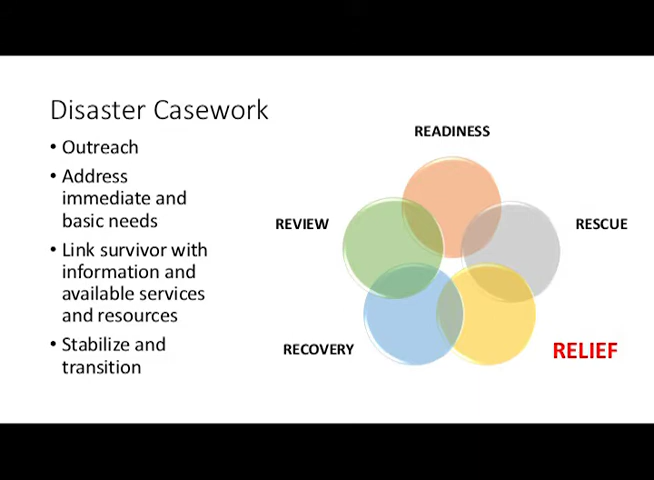 Disaster Casework
• Outreach
• Address
immediate and
basic needs
• Link survivor with
information and
available services
and resources
• Stabilize and
transition
READINESS
REVIEW
RESCUE
RECOVERY
RELIEF